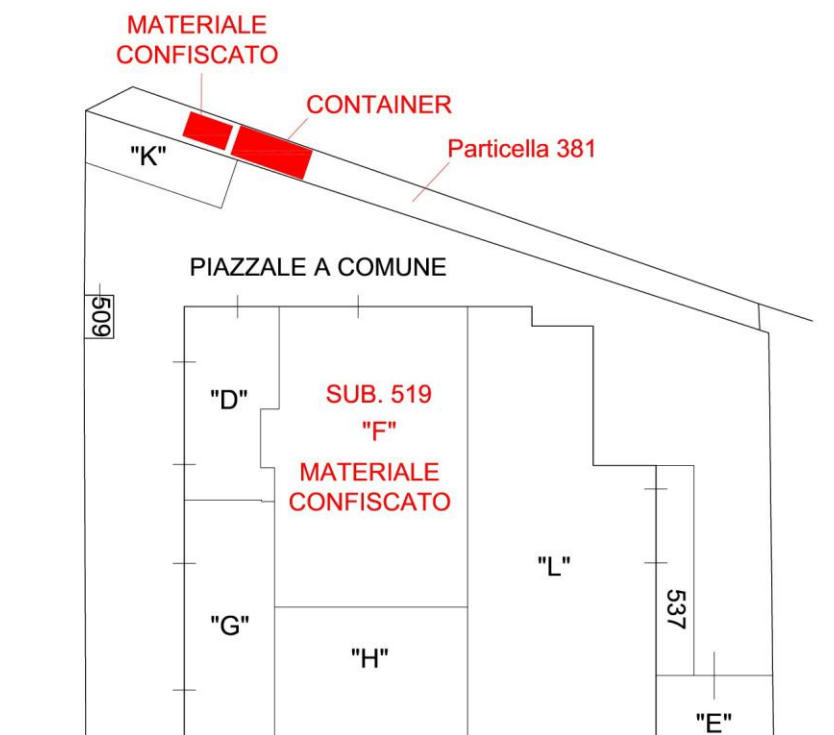 MATERIALE
CONFISCATO
CONTAINER
"K"
Particella 381
PIAZZALE A COMUNE
509
"D"
SUB. 519
"F"
MATERIALE
CONFISCATO
"L"
537
"G"
"H"
"E"